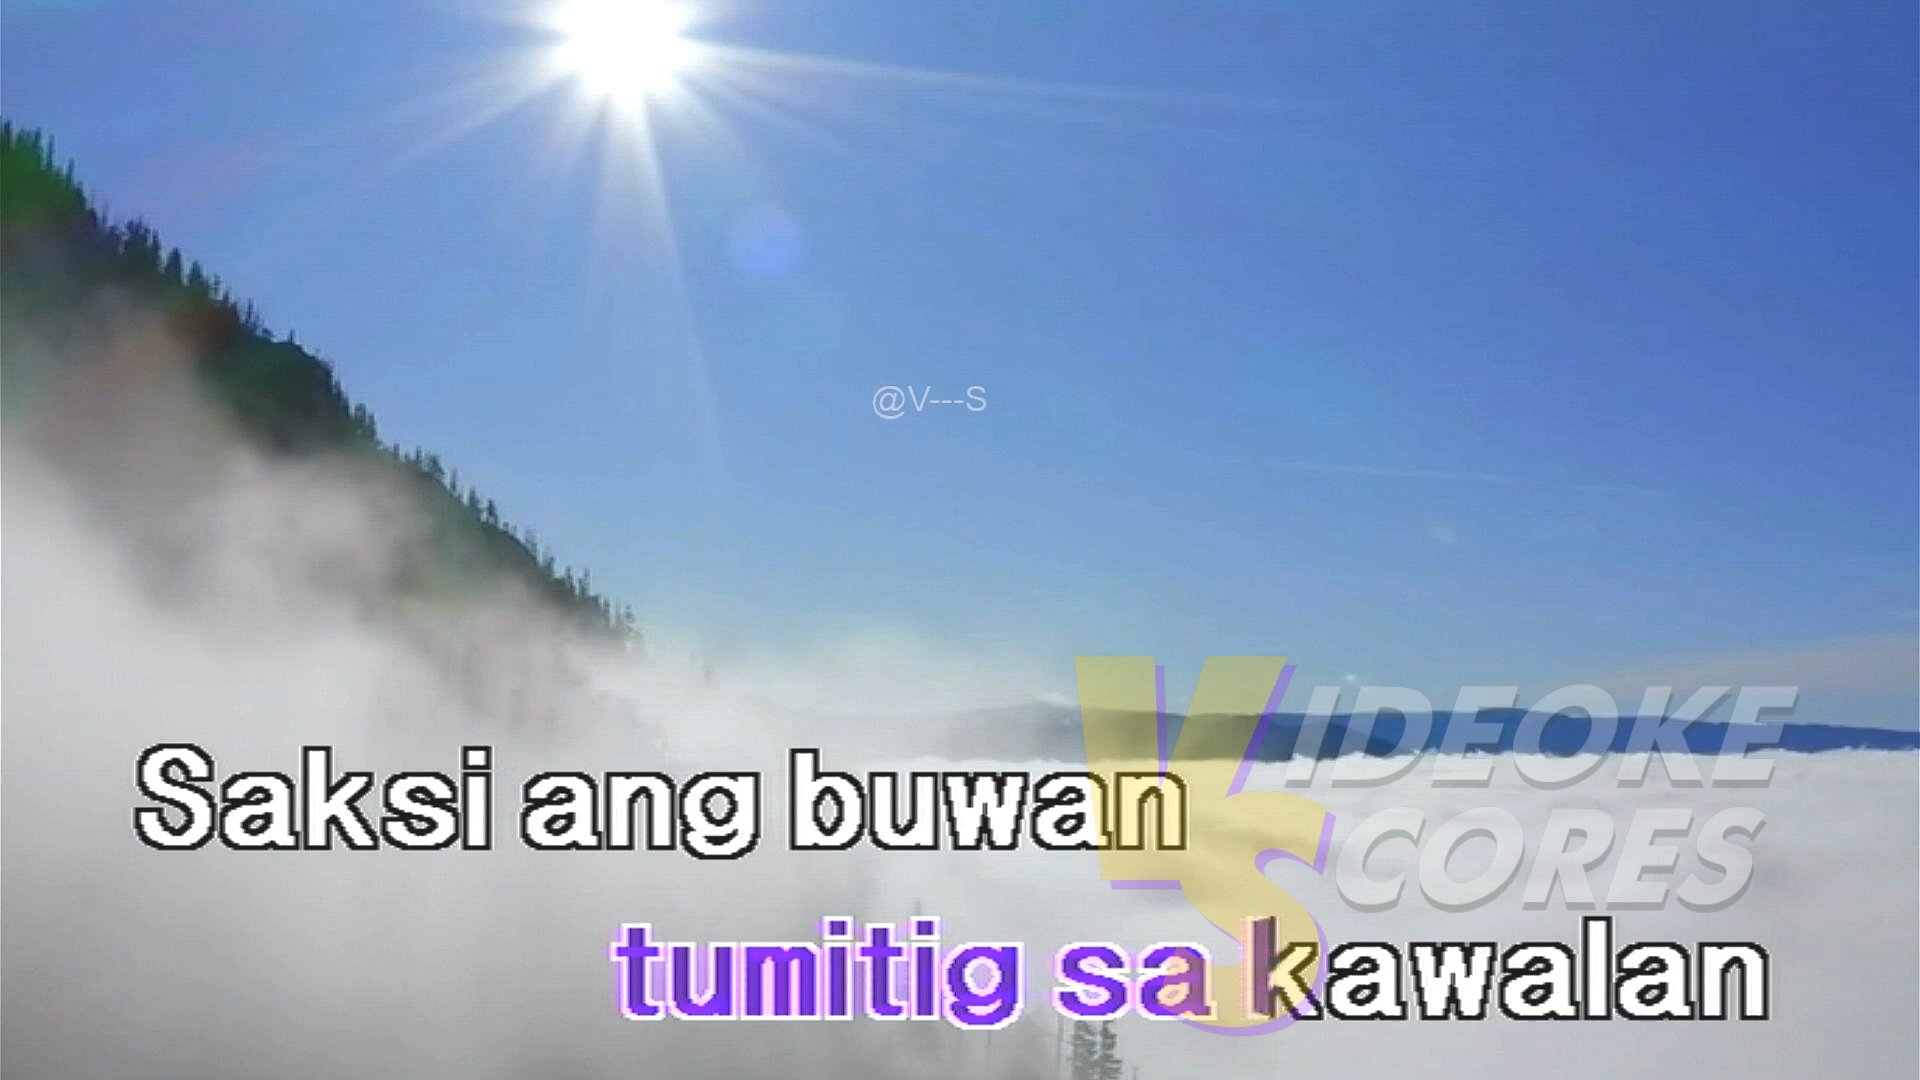 @V---S
VIDEOKE
SCORES
Saksi ang buwan
tumitig sa kawalan